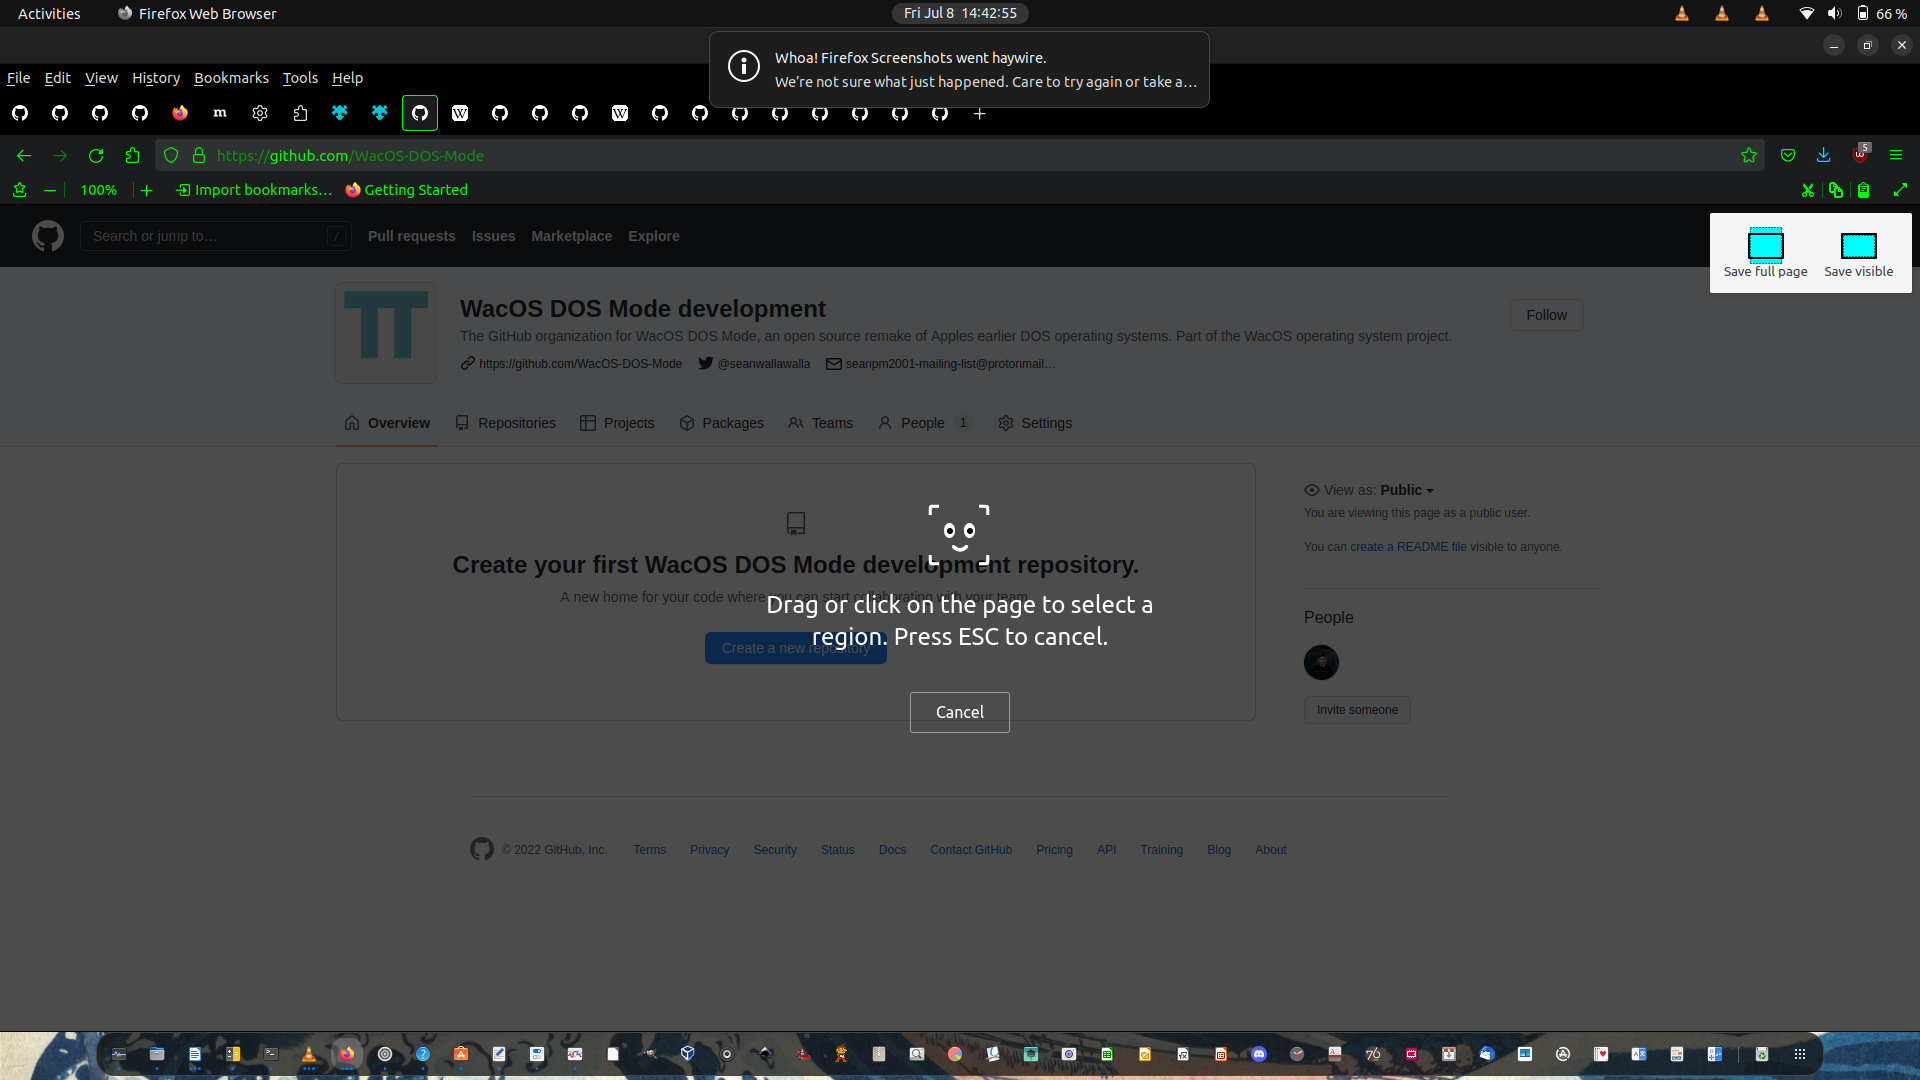 Activities
Firefox Web Browser
Fri Jul 8 14:42:55
66 %
Whoa! Firefox Screenshots went haywire.
We're not sure what just happened. Care to try again or take a…
File Edit View History Bookmarks Tools Help
https://github.com/WacOS-DOS-Mode
5
100%
Import bookmarks…
Getting Started
Search or jump to…
/
Pull requests
Issues
Marketplace
Explore
Save full page
Save visible
WacOS DOS Mode development
Follow
The GitHub organization for WacOS DOS Mode, an open source remake of Apples earlier DOS operating systems. Part of the WacOS operating system project.
https://github.com/WacOS-DOS-Mode
@seanwallawalla
seanpm2001-mailing-list@protonmail…
Overview
Repositories
Projects
Packages
Teams
People 1
Settings
View as: Public
You are viewing this page as a public user.
You can create a README file visible to anyone.
Create your first WacOS DOS Mode development repository.
A new home for your code where you can start collaborating with your team
Drag or click on the page to select a
region. Press ESC to cancel.
Create a new repository
Cancel
People
Invite someone
© 2022 GitHub, Inc.
Terms
Privacy
Security
Status
Docs
Contact GitHub
Pricing
API
Training
Blog
About